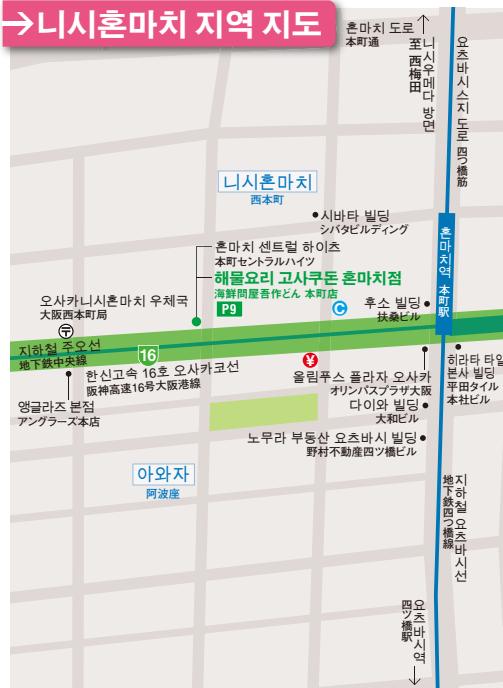 →니시혼마치 지역 지도
혼마치 도로
本町通
니시우메다 방면
至 西梅田
요츠바시스지 도로 四つ橋筋
니시혼마치
西本町
시바타 빌딩
シバタビルディング
혼마치역 本町駅
혼마치 센트럴 하이츠
本町セントラルハイツ
해물요리 고사쿠돈 혼마치점
海鮮問屋吾作どん 本町店
P9
오사카니시혼마치 우체국
大阪西本町局
〒
C
후소 빌딩
扶桑ビル
지하철 주오선
地下鉄中央線
16
한신고속 16호 오사카코선
阪神高速16号大阪港線
¥
올림푸스 플라자 오사카
オリンパスプラザ大阪
히라타 타일
본사 빌딩
平田タイル
本社ビル
앵글라즈 본점
アングラーズ本店
다이와 빌딩
大和ビル
노무라 부동산 요츠바시 빌딩
野村不動産四ツ橋ビル
아와자
阿波座
지하철 요츠바시선
地下鉄四つ橋線
요츠바시역
四ツ橋駅